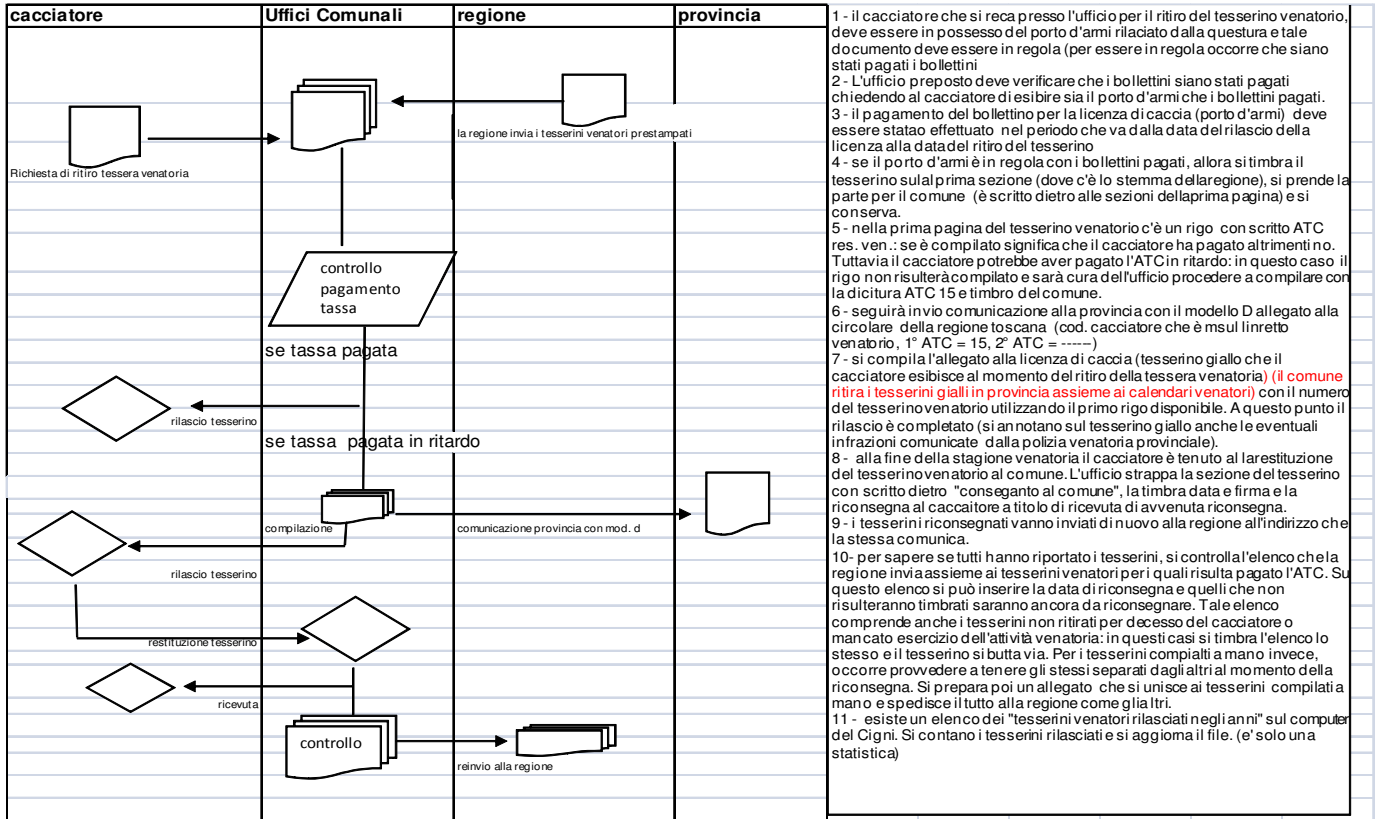 cacciatore
Uffici Comunali
regione
provincia
la regione invia i tesserini venatori prestampati
Richiesta di ritiro tessera venatoria
controllo
pagamento
tassa
se tassa pagata
rilascio tesserino
se tassa  pagata in ritardo
compilazione
comunicazione provincia con mod. d
rilascio tesserino
restituzione tesserino
ricevuta
controllo
reinvio alla regione
1 - il cacciatore che si reca presso l'ufficio per il ritiro del tesserino venatorio,
deve essere in possesso del porto d'armi rilaciato dalla questura e tale
documento deve essere in regola (per essere in regola occorre che siano
stati pagati i bollettini
2 - L'ufficio preposto deve verificare che i bollettini siano stati pagati
chiedendo al cacciatore di esibire sia il porto d'armi che i bollettini pagati.
3 - il pagamento del bollettino per la licenza di caccia (porto d'armi)  deve
essere statao effettuato  nel periodo che va dalla data del rilascio della
licenza alla data del ritiro del tesserino
4 - se il porto d'armi è in regola con i bollettini pagati, allora si timbra il
tesserino sulal prima sezione (dove c'è lo stemma dellaregione), si prende la
parte per il comune  (è scritto dietro alle sezioni dellaprima pagina) e si
conserva.
5 - nella prima pagina del tesserino venatorio c'è un rigo  con scritto ATC
res. ven.: se è compilato significa che il cacciatore ha pagato altrimenti no.
Tuttavia il cacciatore potrebbe aver pagato l'ATC in ritardo: in questo caso il
rigo non risulterà compilato e sarà cura dell'ufficio procedere a compilare con
la dicitura ATC 15 e timbro del comune.
6 - seguirà invio comunicazione alla provincia con il modello D allegato alla
circolare  della regione toscana  (cod. cacciatore che è msul linretto
venatorio, 1° ATC = 15, 2° ATC = ------)
7 - si compila l'allegato alla licenza di caccia (tesserino giallo che il
cacciatore esibisce al momento del ritiro della tessera venatoria) (il comune
ritira i tesserini gialli in provincia assieme ai calendari venatori) con il numero
del tesserino venatorio utilizzando il primo rigo disponibile. A questo punto il
rilascio è completato (si annotano sul tesserino giallo anche le eventuali
infrazioni comunicate  dalla polizia venatoria provinciale).
8 -  alla fine della stagione venatoria il cacciatore è tenuto al larestituzione
del tesserino venatorio al comune. L'ufficio strappa la sezione del tesserino
con scritto dietro  "conseganto al comune", la timbra data e firma e la
riconsegna al caccaitore a titolo di ricevuta di avvenuta riconsegna.
9 - i tesserini riconsegnati vanno inviati di nuovo alla regione all'indirizzo che
la stessa comunica.
10- per sapere se tutti hanno riportato i tesserini, si controlla l'elenco che la
regione invia assieme ai tesserini venatori per i quali risulta pagato l'ATC. Su
questo elenco si può inserire la data di riconsegna e quelli che non
risulteranno timbrati saranno ancora da riconsegnare. Tale elenco
comprende anche i tesserini non ritirati per decesso del cacciatore o
mancato esercizio dell'attività venatoria: in questi casi si timbra l'elenco lo
stesso e il tesserino si butta via. Per i tesserini compialti a mano invece,
occorre provvedere a tenere gli stessi separati dagli altri al momento della
riconsegna. Si prepara poi un allegato  che si unisce ai tesserini  compilati a
mano e spedisce il tutto alla regione come glialtri.
11 -  esiste un elenco dei "tesserini venatori rilasciati negli anni" sul computer
del Cigni. Si contano i tesserini rilasciati e si aggiorna il file. (e' solo una
statistica)